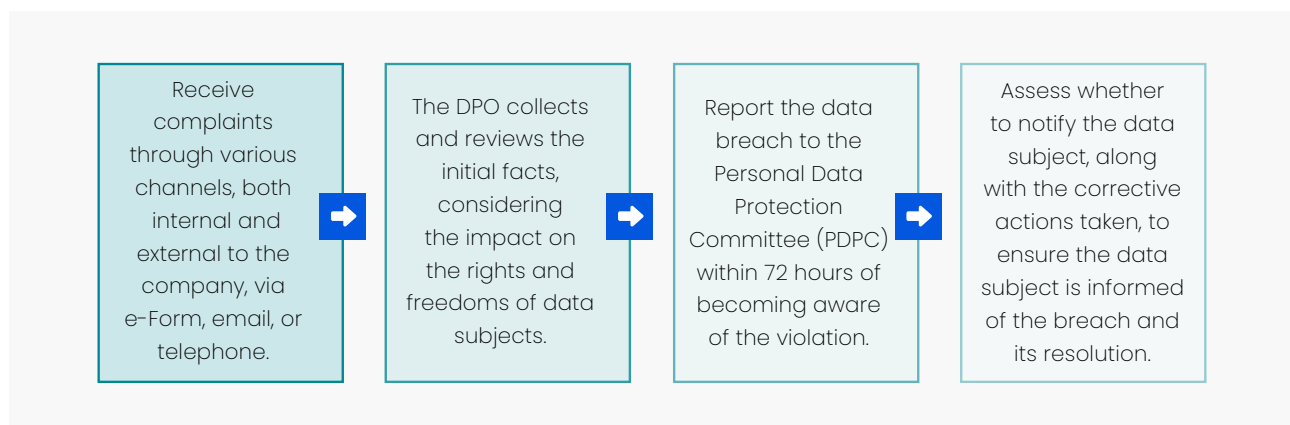 Receive
complaints
through various
channels, both
internal and
external to the
company, via
e-Form, email, or
telephone.
The DPO collects
and reviews the
initial facts,
considering
the impact on
the rights and
freedoms of data
subjects.
Report the data
breach to the
Personal Data
Protection
Committee (PDPC)
within 72 hours of
becoming aware
of the violation.
Assess whether
to notify the data
subject, along
with the corrective
actions taken, to
ensure the data
subject is informed
of the breach and
its resolution.